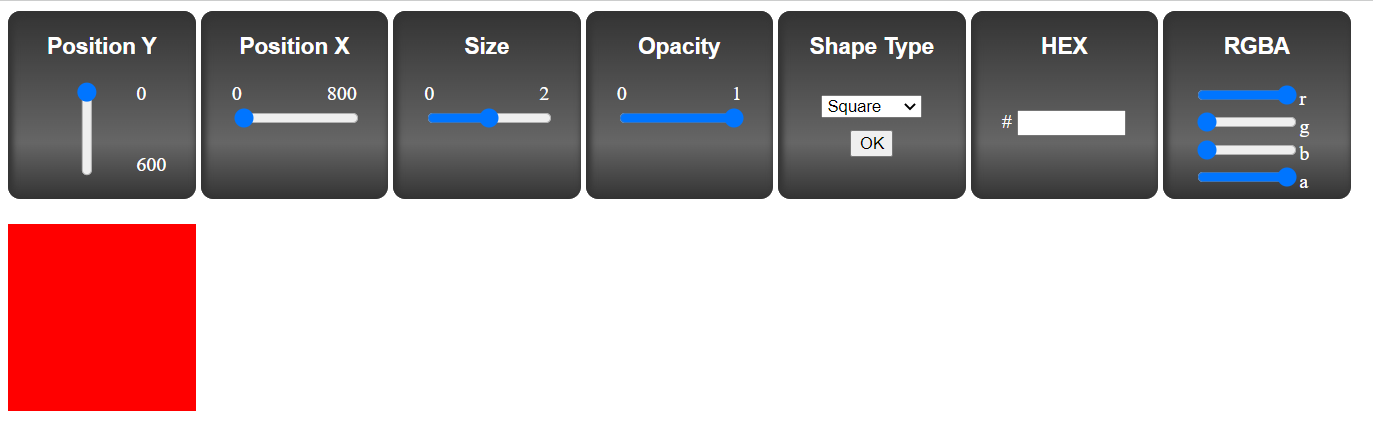 Position Y
0
600
Position X
0 800
Size
0 2
Opacity
0 1
Shape Type
Square
OK
HEX
#
RGBA
r
g
b
a